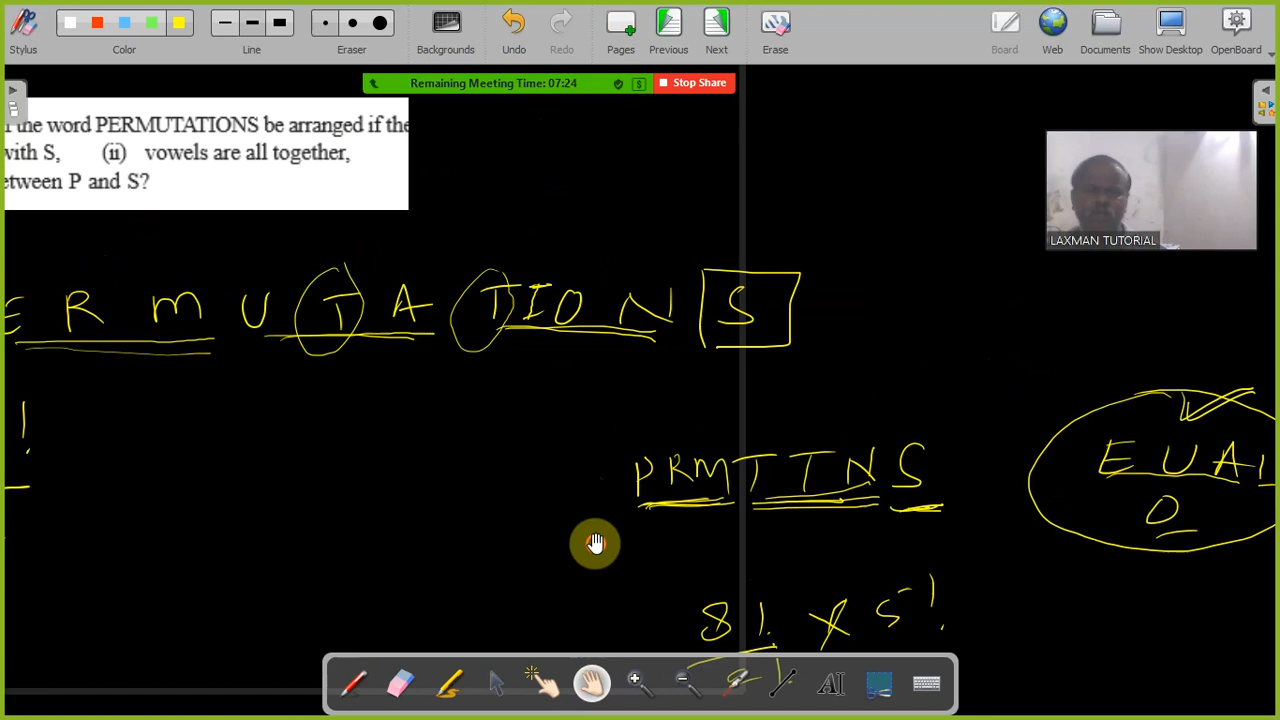 Stylus Color Line Eraser Backgrounds Undo Redo Pages Previous Next Erase Board Web Documents Show Desktop OpenBoard
Remaining Meeting Time: 07:24 Stop Share
the word PERMUTATIONS be arranged if the
with S, (ii) vowels are all together,
etween P and S?
LAXMAN TUTORIAL
E R M U T A T I O N S
!
P R M T T N S
E U A I
O
8! × 5!
2!
AI